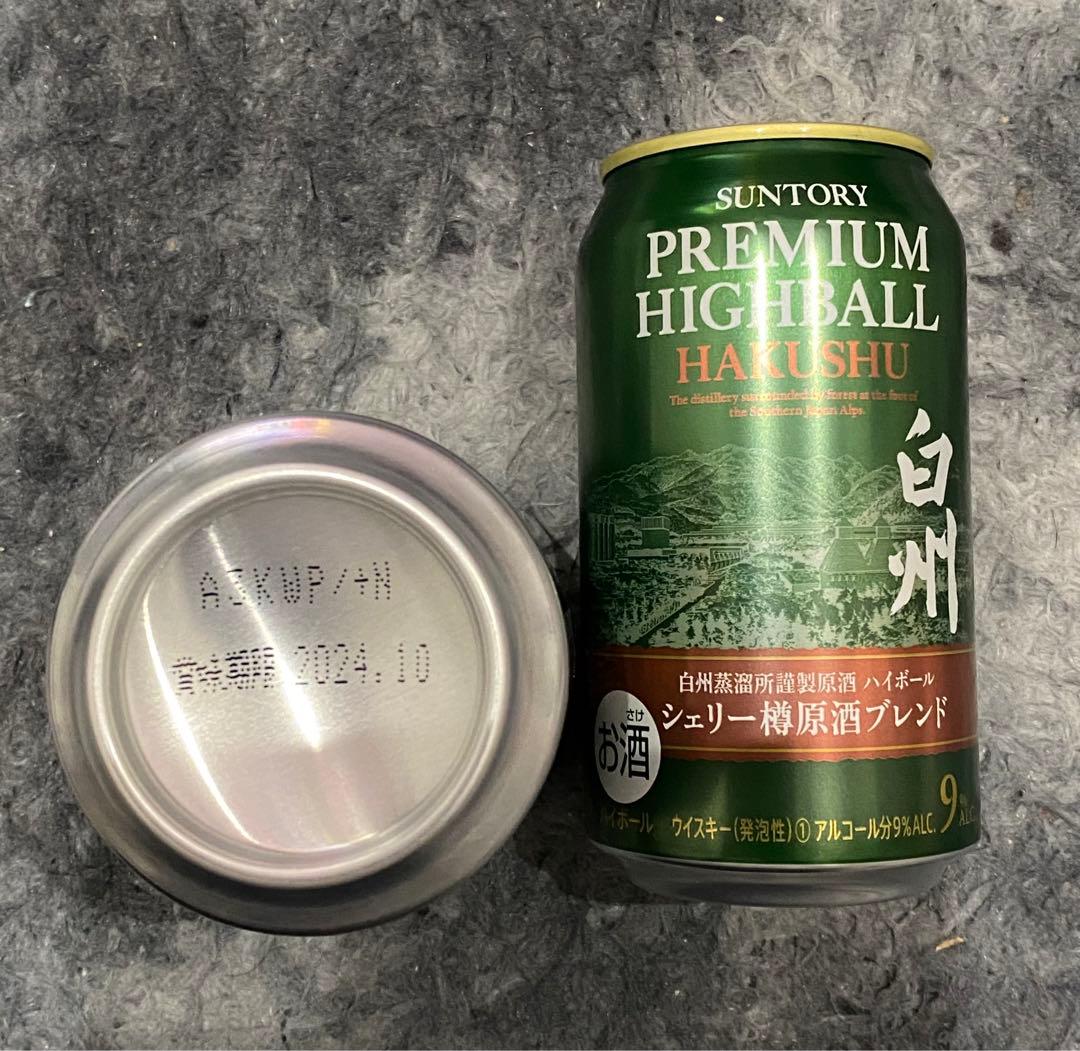 A3KWP/+N
賞味期限 2024.10
SUNTORY
PREMIUM
HIGHBALL
HAKUSHU
The distillery surrounded by forest at the foot of
the Southern Japan Alps.
白州
白州蒸溜所謹製原酒 ハイボール
シェリー樽原酒ブレンド
さけ
お酒
ハイボール ウイスキー(発泡性)① アルコール分9%ALC. 9% ALC.